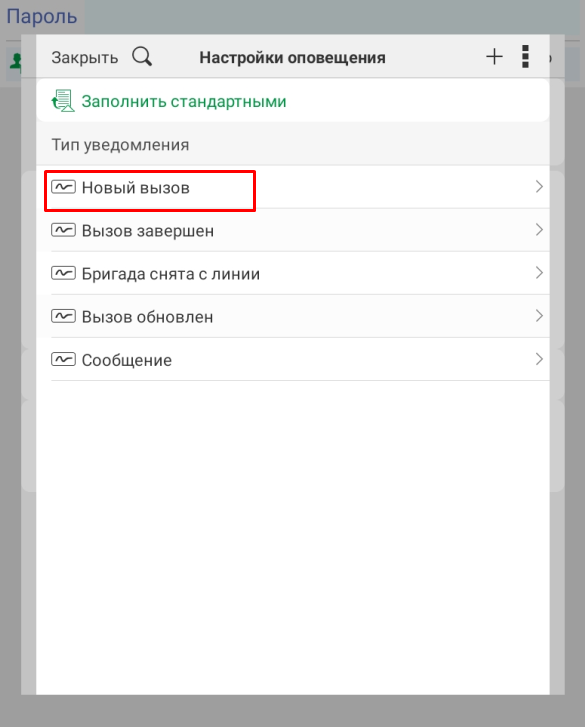 Пароль
Закрыть Настройки оповещения
Заполнить стандартными
Тип уведомления
Новый вызов
Вызов завершен
Бригада снята с линии
Вызов обновлен
Сообщение